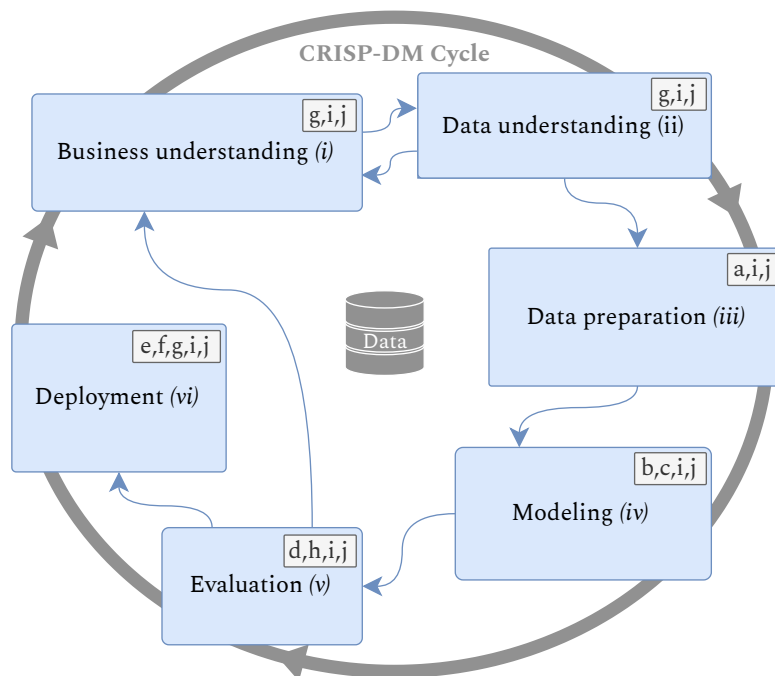 CRISP-DM Cycle
g,i,j
Business understanding (i)
g,i,j
Data understanding (ii)
a,i,j
Data preparation (iii)
Data
b,c,i,j
Modeling (iv)
d,h,i,j
Evaluation (v)
e,f,g,i,j
Deployment (vi)